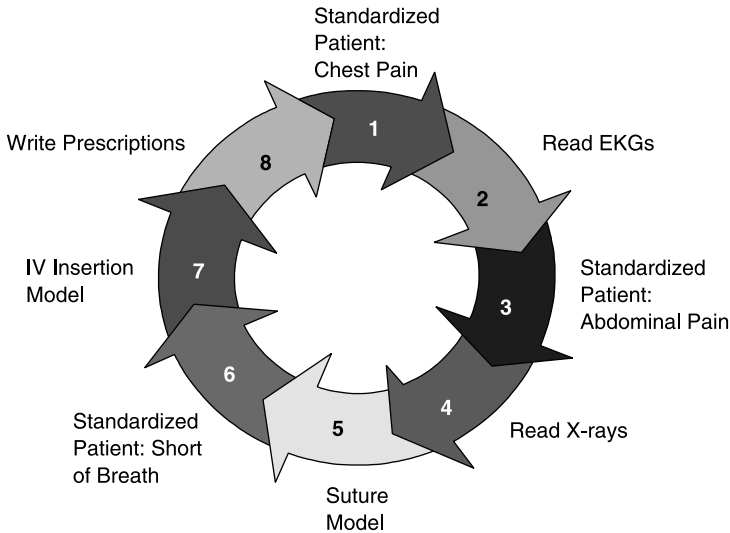 Standardized
Patient:
Chest Pain
1
Read EKGs
2
Standardized
Patient:
Abdominal Pain
3
Read X-rays
4
Suture
Model
5
Standardized
Patient: Short
of Breath
6
IV Insertion
Model
7
Write Prescriptions
8